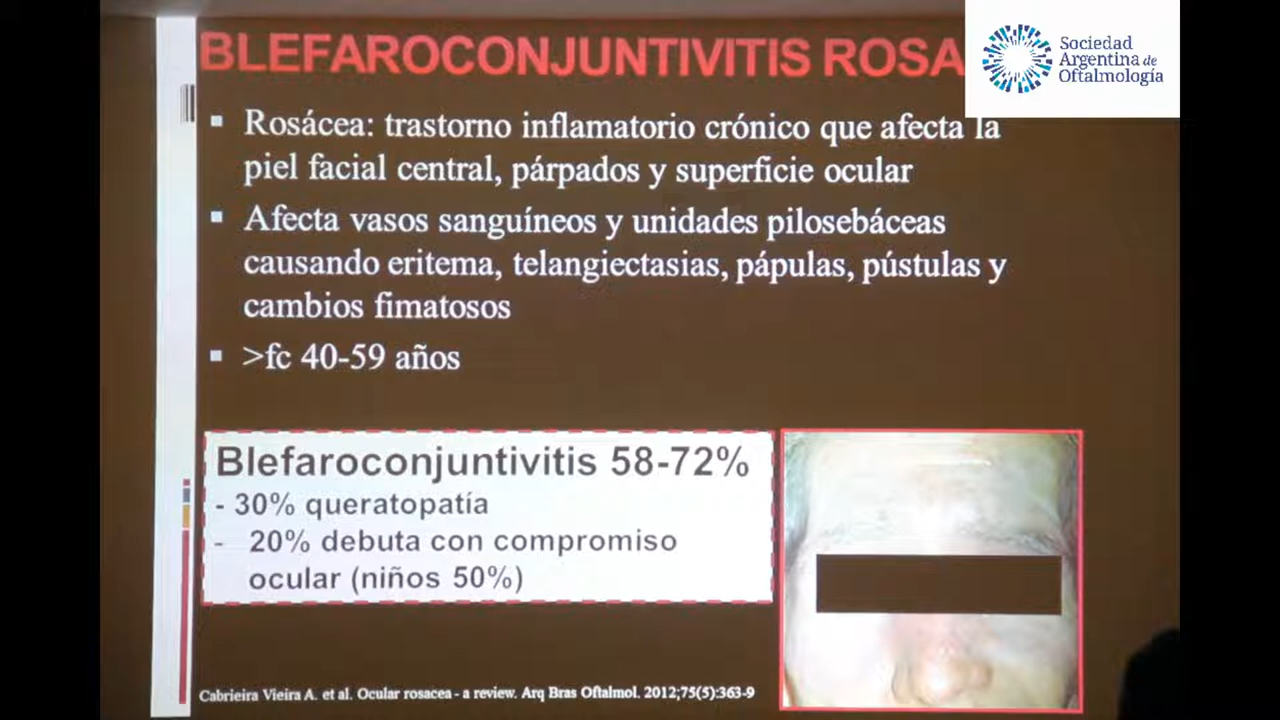 BLEFAROCONJUNTIVITIS ROSA
Sociedad
Argentina de
Oftalmología
▪ Rosácea: trastorno inflamatorio crónico que afecta la
piel facial central, párpados y superficie ocular
▪ Afecta vasos sanguíneos y unidades pilosebáceas
causando eritema, telangiectasias, pápulas, pústulas y
cambios fimatosos
▪ >fc 40-59 años
Blefaroconjuntivitis 58-72%
- 30% queratopatía
- 20% debuta con compromiso
ocular (niños 50%)
Cabrieira Vieira A. et al. Ocular rosacea - a review. Arq Bras Oftalmol. 2012;75(5):363-9